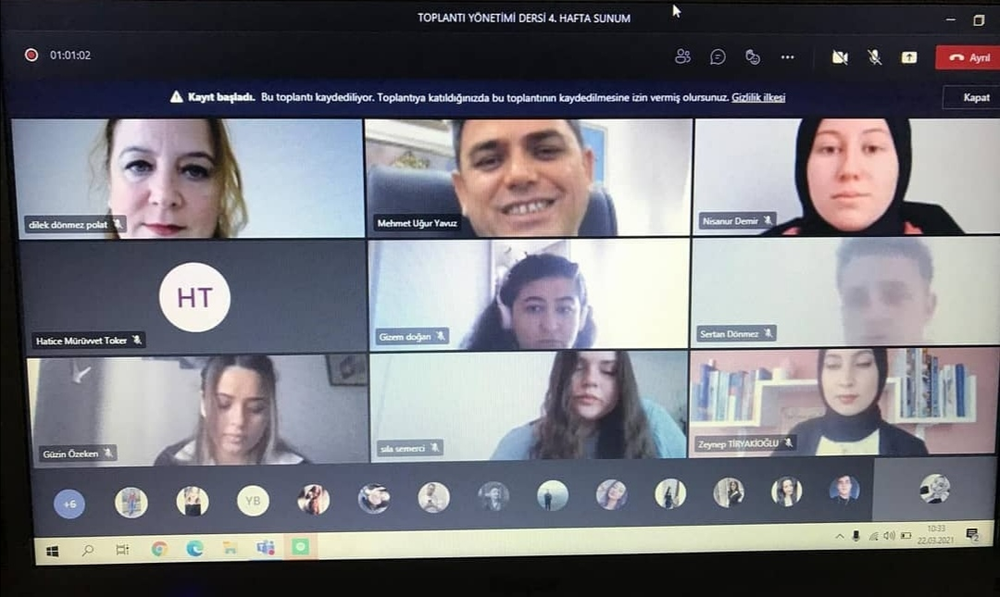 TOPLANTI YÖNETİMİ DERSİ 4. HAFTA SUNUM
01:01:02
Ayrıl
Kayıt başladı. Bu toplantı kaydediliyor. Toplantıya katıldığınızda bu toplantının kaydedilmesine izin vermiş olursunuz. Gizlilik ilkesi
Kapat
dilek dönmez polat
Mehmet Uğur Yavuz
Nisanur Demir
HT
Hatice Mürüvvet Toker
Gizem doğan
Sertan Dönmez
Güzin Özeken
sıla semerci
Zeynep TİRYAKİOĞLU
+6
YB
10:33
22.03.2021
2